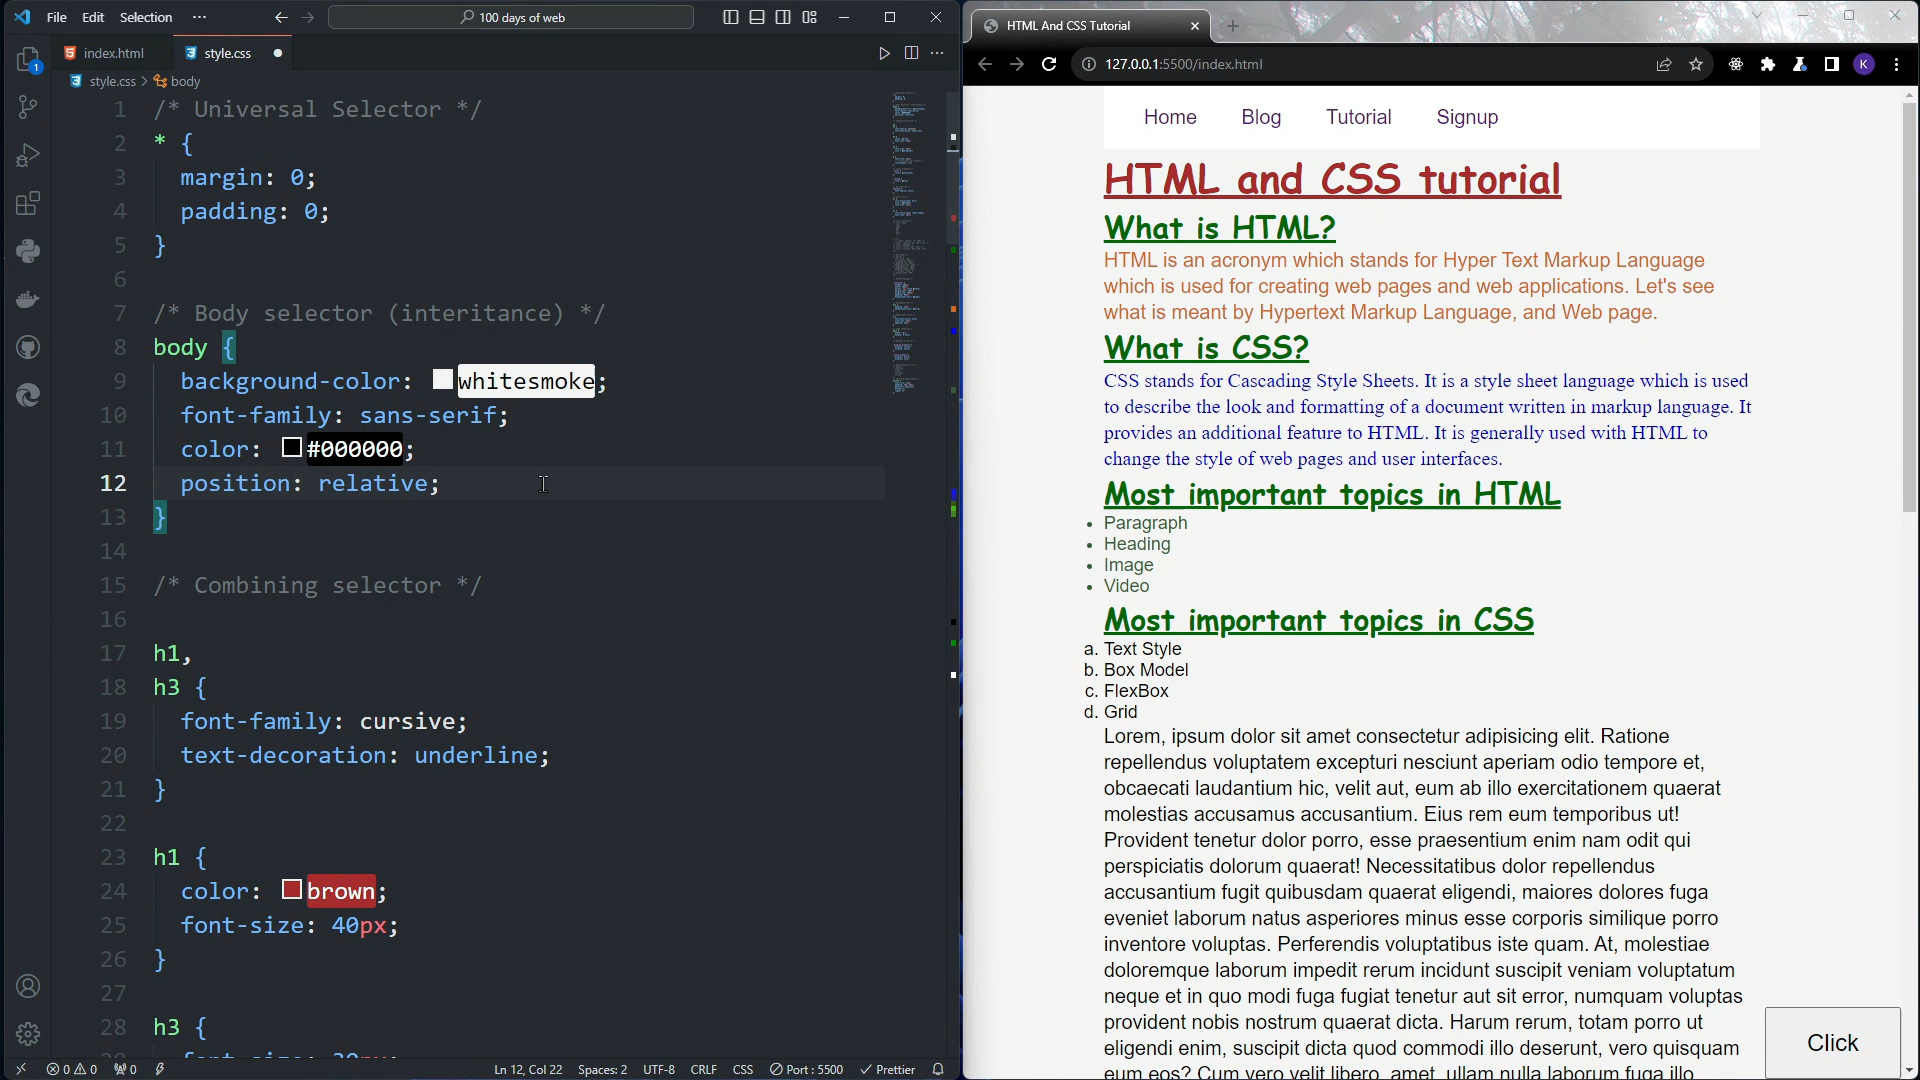 File Edit Selection ···
100 days of web
index.html style.css
style.css > body
1 /* Universal Selector */
2 * {
3 margin: 0;
4 padding: 0;
5 }
6
7 /* Body selector (interitance) */
8 body {
9 background-color: whitesmoke;
10 font-family: sans-serif;
11 color: #000000;
12 position: relative;
13 }
14
15 /* Combining selector */
16
17 h1,
18 h3 {
19 font-family: cursive;
20 text-decoration: underline;
21 }
22
23 h1 {
24 color: brown;
25 font-size: 40px;
26 }
27
28 h3 {
1
0 0 0
Ln 12, Col 22 Spaces: 2 UTF-8 CRLF CSS Port : 5500 Prettier
HTML And CSS Tutorial
127.0.0.1:5500/index.html
K
Home Blog Tutorial Signup
HTML and CSS tutorial
What is HTML?
HTML is an acronym which stands for Hyper Text Markup Language
which is used for creating web pages and web applications. Let's see
what is meant by Hypertext Markup Language, and Web page.
What is CSS?
CSS stands for Cascading Style Sheets. It is a style sheet language which is used
to describe the look and formatting of a document written in markup language. It
provides an additional feature to HTML. It is generally used with HTML to
change the style of web pages and user interfaces.
Most important topics in HTML
• Paragraph
• Heading
• Image
• Video
Most important topics in CSS
a. Text Style
b. Box Model
c. FlexBox
d. Grid
Lorem, ipsum dolor sit amet consectetur adipisicing elit. Ratione
repellendus voluptatem excepturi nesciunt aperiam odio tempore et,
obcaecati laudantium hic, velit aut, eum ab illo exercitationem quaerat
molestias accusamus accusantium. Eius rem eum temporibus ut!
Provident tenetur dolor porro, esse praesentium enim nam odit qui
perspiciatis dolorum quaerat! Necessitatibus dolor repellendus
accusantium fugit quibusdam quaerat eligendi, maiores dolores fuga
eveniet laborum natus asperiores minus esse corporis similique porro
inventore voluptas. Perferendis voluptatibus iste quam. At, molestiae
doloremque laborum impedit rerum incidunt suscipit veniam voluptatum
neque et in quo modi fuga fugiat tenetur aut sit error, numquam voluptas
provident nobis nostrum quaerat dicta. Harum rerum, totam porro ut
eligendi enim, suscipit dicta quod commodi illo deserunt, vero quisquam
eum eos? Cum vero velit libero, amet, ullam nulla laborum fuga illo
Click